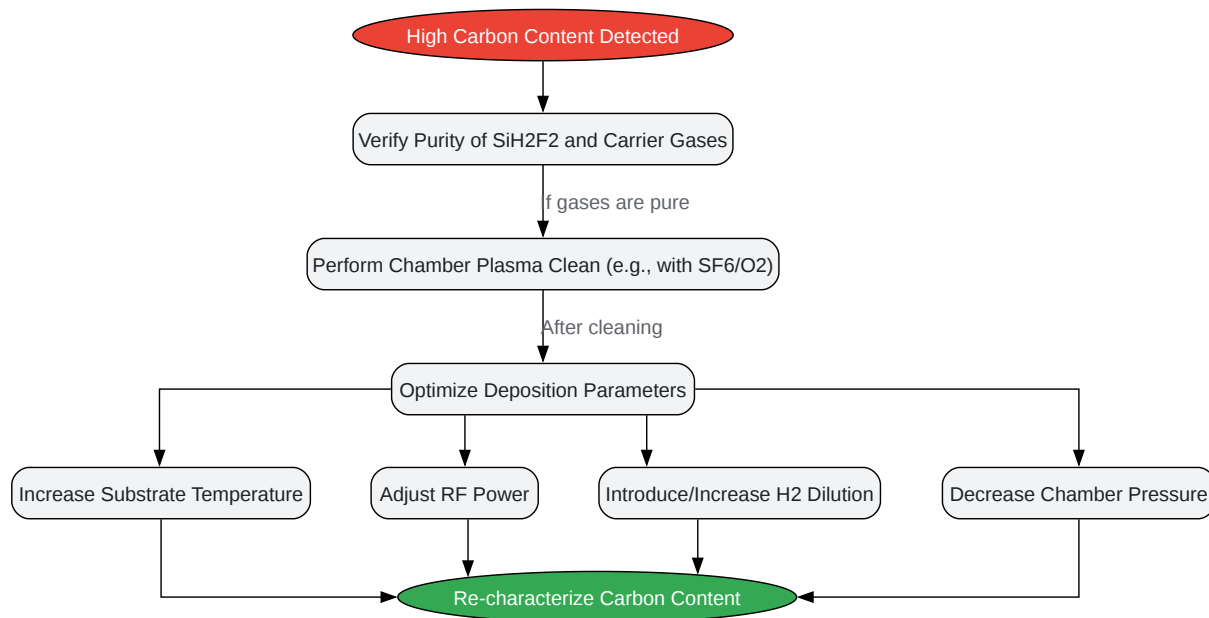 High Carbon Content Detected
Verify Purity of SiH2F2 and Carrier Gases
If gases are pure
Perform Chamber Plasma Clean (e.g., with SF6/O2)
After cleaning
Optimize Deposition Parameters
Increase Substrate Temperature
Adjust RF Power
Introduce/Increase H2 Dilution
Decrease Chamber Pressure
Re-characterize Carbon Content